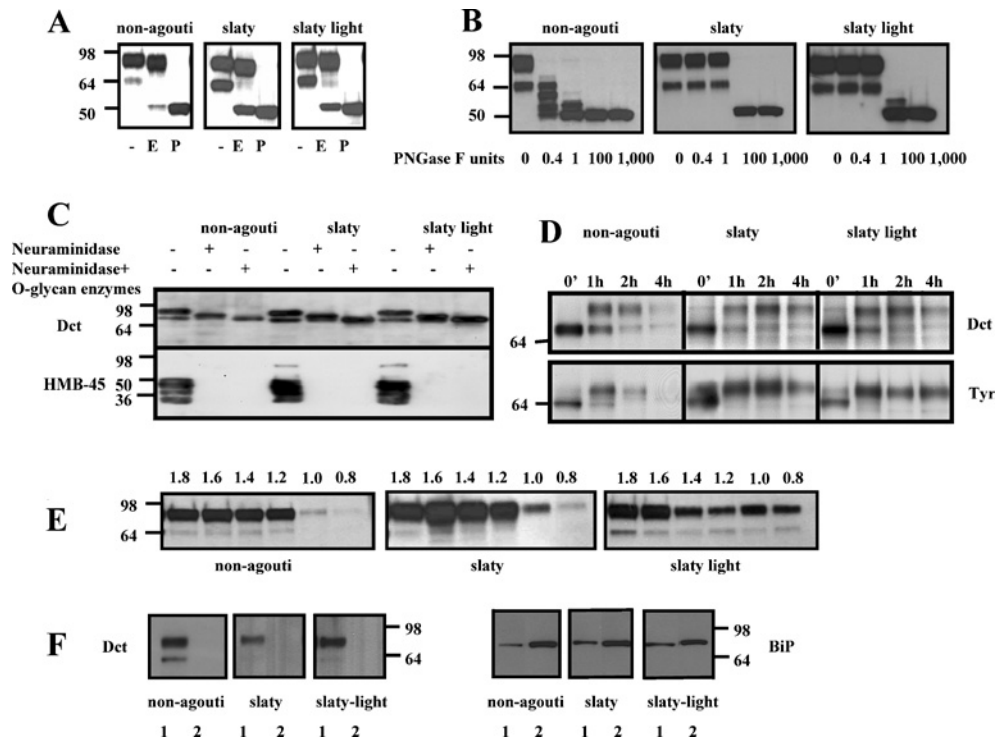 A
non-agouti slaty slaty light
98
64
50
- E P - E P - E P
B
non-agouti slaty slaty light
98
64
50
PNGase F units 0 0.4 1 100 1,000 0 0.4 1 100 1,000 0 0.4 1 100 1,000
C
non-agouti slaty slaty light
Neuraminidase - + - + - +
Neuraminidase+ - + - + - +
O-glycan enzymes
Dct 98
64
HMB-45 98
50
36
D
non-agouti slaty slaty light
0' 1h 2h 4h 0' 1h 2h 4h 0' 1h 2h 4h
64 Dct
64 Tyr
E
1.8 1.6 1.4 1.2 1.0 0.8 1.8 1.6 1.4 1.2 1.0 0.8 1.8 1.6 1.4 1.2 1.0 0.8
98
64
non-agouti slaty slaty light
F
Dct 98
64
non-agouti slaty slaty-light
1 2 1 2 1 2
98 BiP
64
non-agouti slaty slaty-light
1 2 1 2 1 2